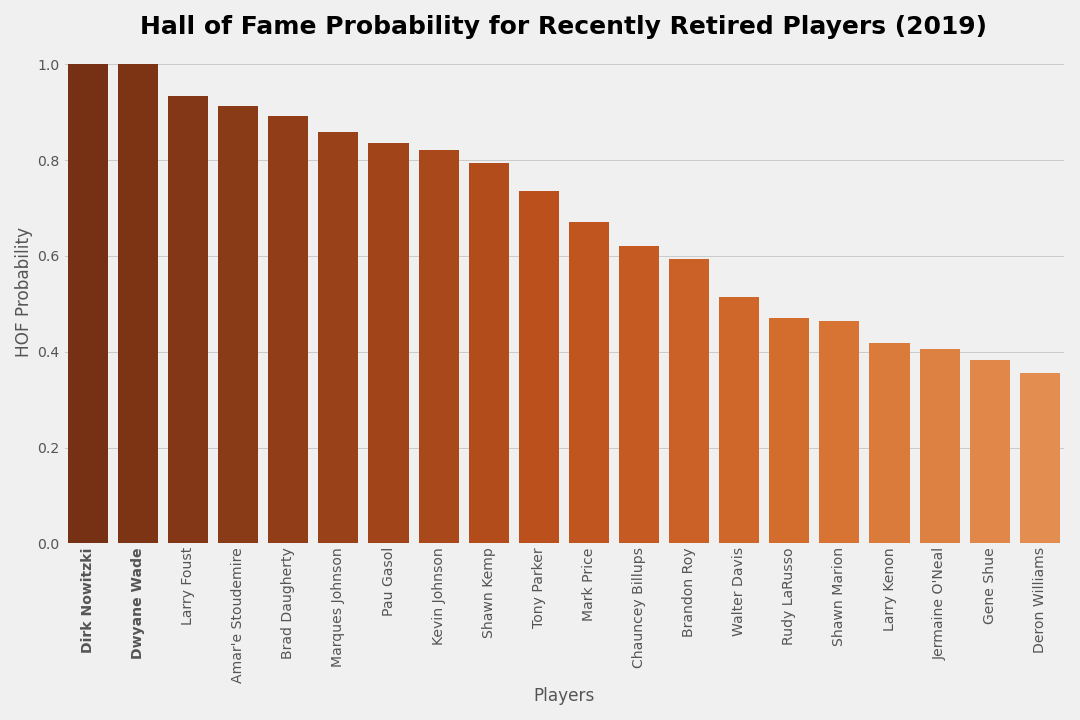 Hall of Fame Probability for Recently Retired Players (2019)
HOF Probability
1.0
0.8
0.6
0.4
0.2
0.0
Dirk Nowitzki
Dwyane Wade
Larry Foust
Amar'e Stoudemire
Brad Daugherty
Marques Johnson
Pau Gasol
Kevin Johnson
Shawn Kemp
Tony Parker
Mark Price
Chauncey Billups
Brandon Roy
Walter Davis
Rudy LaRusso
Shawn Marion
Larry Kenon
Jermaine O'Neal
Gene Shue
Deron Williams
Players